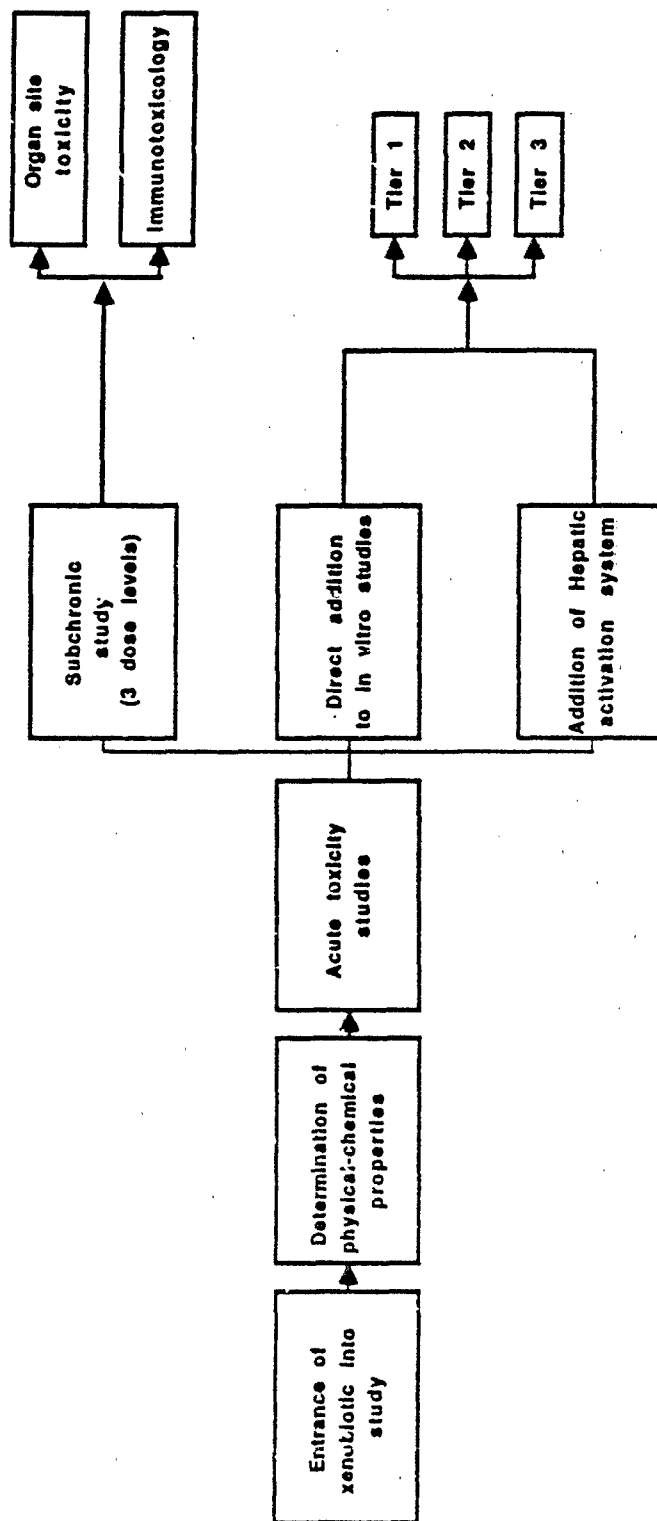 Entrance of
xenobiotic into
study
Determination of
physical-chemical
properties
Acute toxicity
studies
Subchronic
study
(3 dose levels)
Direct addition
to in vitro studies
Addition of Hepatic
activation system
Organ site
toxicity
Immunotoxicology
Tier 1
Tier 2
Tier 3